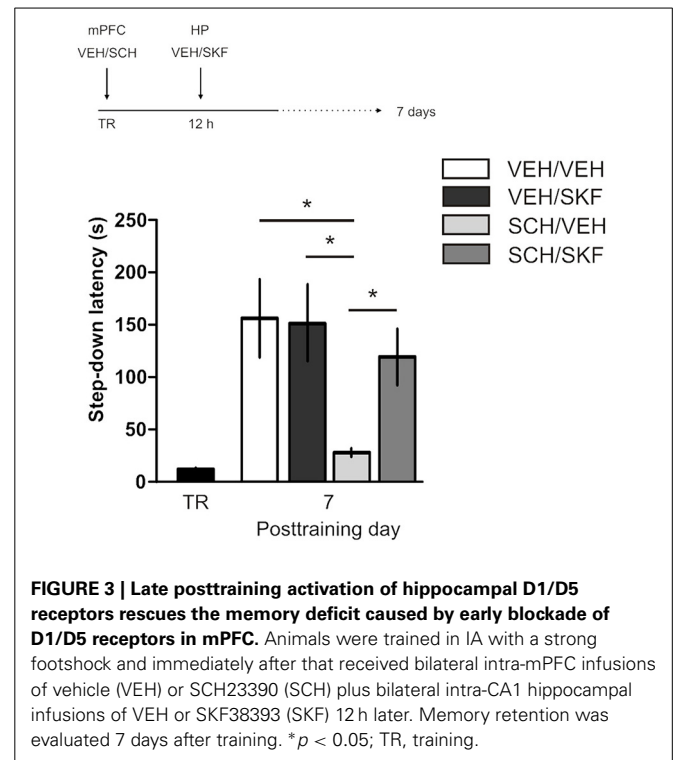 mPFC HP
VEH/SCH VEH/SKF
7 days
TR 12 h
VEH/VEH
VEH/SKF
SCH/VEH
SCH/SKF
Step-down latency (s)
250
200
150
100
50
0
*
*
*
TR 7
Posttraining day
FIGURE 3 | Late posttraining activation of hippocampal D1/D5
receptors rescues the memory deficit caused by early blockade of
D1/D5 receptors in mPFC. Animals were trained in IA with a strong
footshock and immediately after that received bilateral intra-mPFC infusions
of vehicle (VEH) or SCH23390 (SCH) plus bilateral intra-CA1 hippocampal
infusions of VEH or SKF38393 (SKF) 12 h later. Memory retention was
evaluated 7 days after training. *p < 0.05; TR, training.